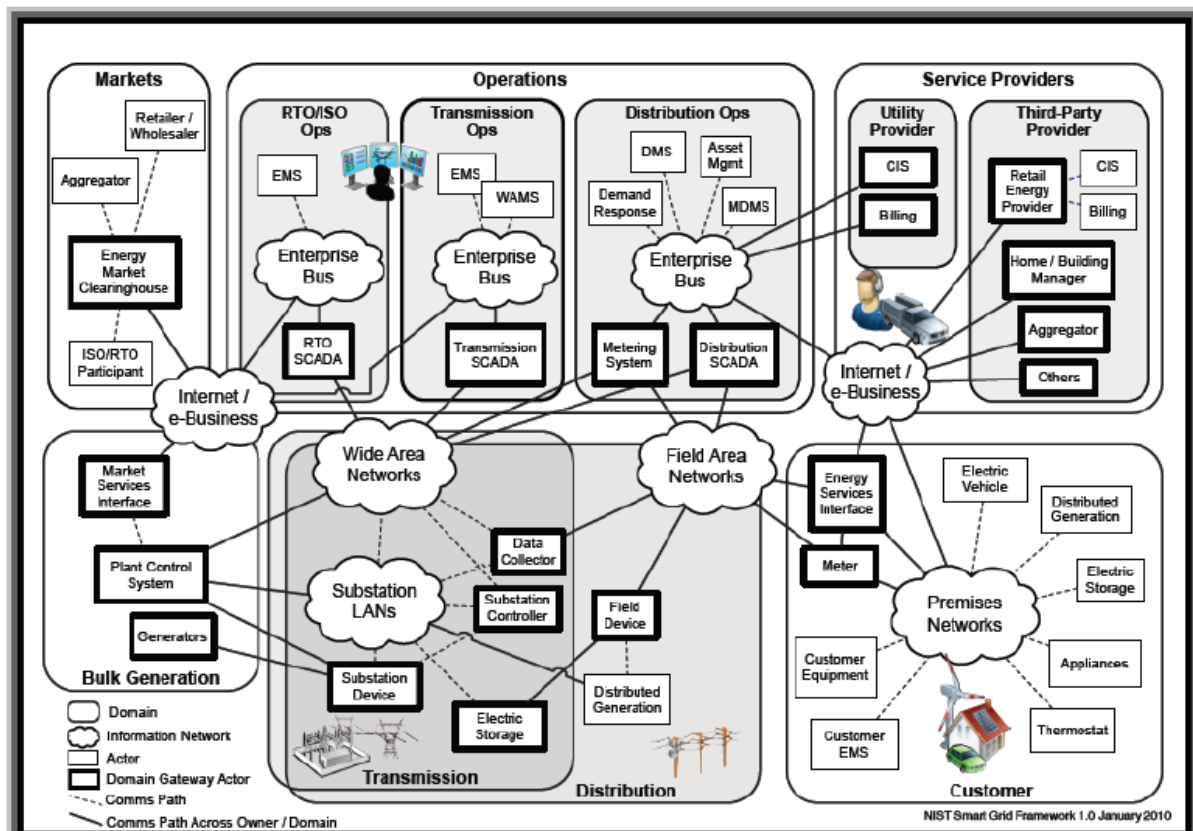 Markets
Operations
Service Providers
Retailer /
Wholesaler
Aggregator
Energy
Market
Clearinghouse
ISO/RTO
Participant
RTO/ISO
Ops
EMS
Enterprise
Bus
RTO
SCADA
Transmission
Ops
EMS
WAMS
Enterprise
Bus
Transmission
SCADA
Distribution Ops
DMS
Asset
Mgmt
Demand
Response
MDMS
Enterprise
Bus
Metering
System
Distribution
SCADA
Utility
Provider
CIS
Billing
Third-Party
Provider
Retail
Energy
Provider
CIS
Billing
Home / Building
Manager
Aggregator
Others
Internet /
e-Business
Internet /
e-Business
Wide Area
Networks
Field Area
Networks
Market
Services
Interface
Plant Control
System
Generators
Bulk Generation
Data
Collector
Substation
LANs
Substation
Controller
Field
Device
Substation
Device
Electric
Storage
Distributed
Generation
Transmission
Distribution
Energy
Services
Interface
Meter
Electric
Vehicle
Distributed
Generation
Electric
Storage
Premises
Networks
Appliances
Customer
Equipment
Customer
EMS
Thermostat
Customer
Domain
Information Network
Actor
Domain Gateway Actor
Comms Path
Comms Path Across Owner / Domain
NIST Smart Grid Framework 1.0 January 2010